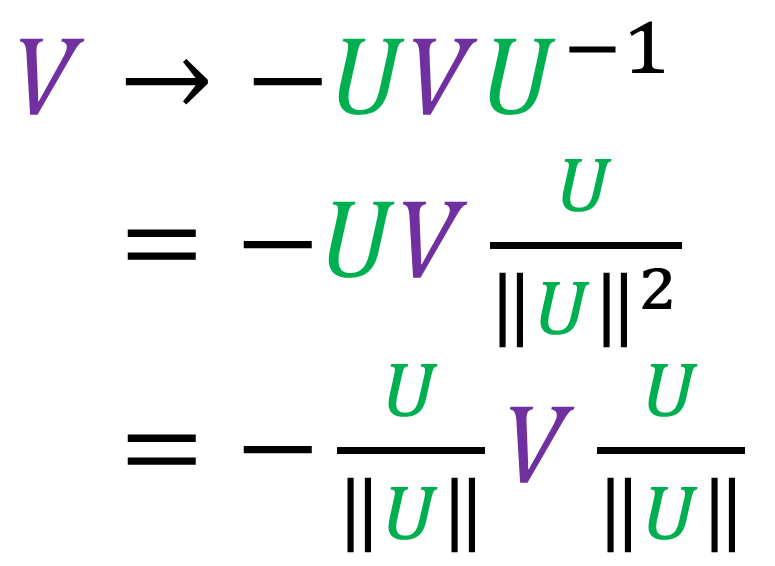 V → −UVU⁻¹
= −UV U/‖U‖²
= − U/‖U‖ V U/‖U‖